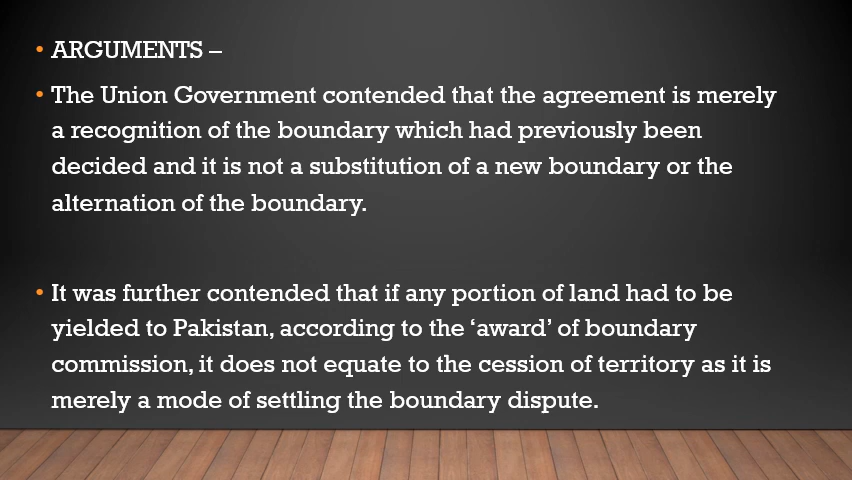 • ARGUMENTS –
• The Union Government contended that the agreement is merely
a recognition of the boundary which had previously been
decided and it is not a substitution of a new boundary or the
alternation of the boundary.
• It was further contended that if any portion of land had to be
yielded to Pakistan, according to the ‘award’ of boundary
commission, it does not equate to the cession of territory as it is
merely a mode of settling the boundary dispute.